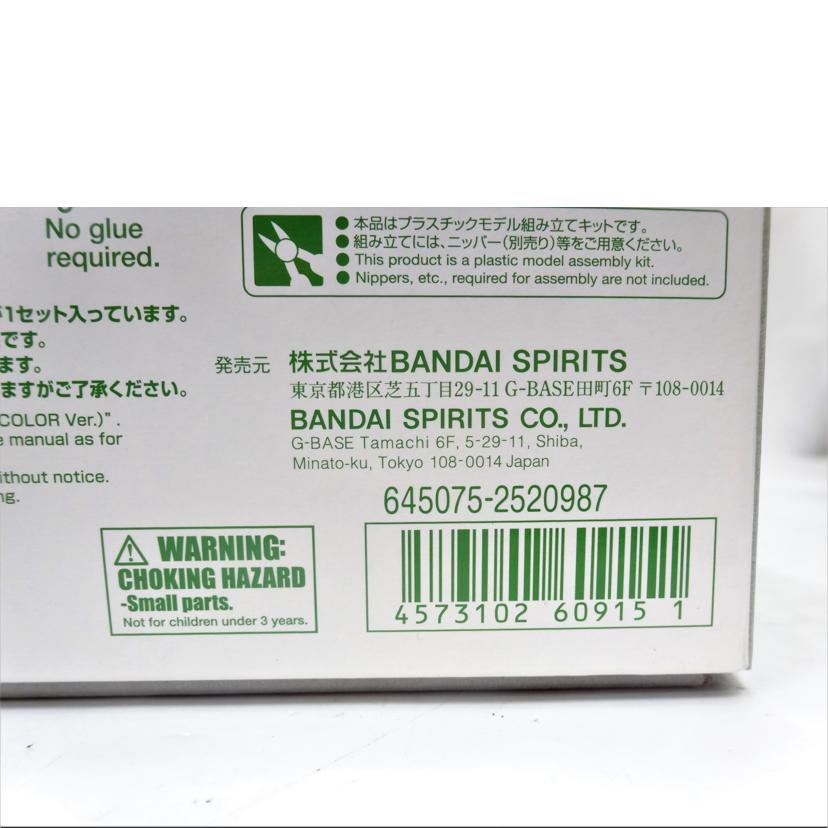 No glue
required.
●本品はプラスチックモデル組み立てキットです。
●組み立てには、ニッパー(別売り)等をご用意ください。
● This product is a plastic model assembly kit.
● Nippers, etc., required for assembly are not included.
1セット入っています。
です。
ます。
ますがご了承ください。
COLOR Ver.)" .
manual as for
without notice.
発売元 株式会社BANDAI SPIRITS
東京都港区芝五丁目29-11 G-BASE田町6F 〒108-0014
BANDAI SPIRITS CO., LTD.
G-BASE Tamachi 6F, 5-29-11, Shiba,
Minato-ku, Tokyo 108-0014 Japan
645075-2520987
WARNING:
CHOKING HAZARD
-Small parts.
Not for children under 3 years.
4573102 60915 1